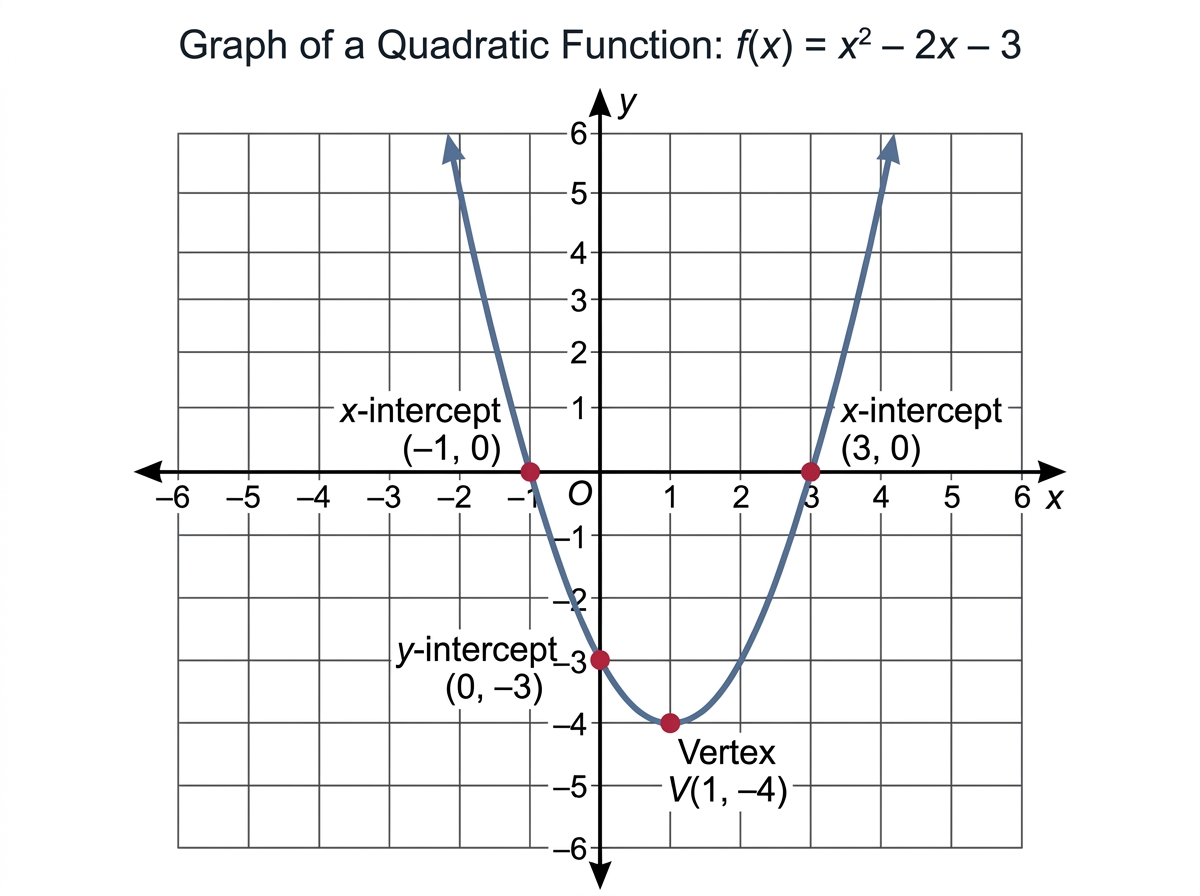 Graph of a Quadratic Function: f(x) = x² – 2x – 3
y
6
5
4
3
2
1
x-intercept
(–1, 0)
x-intercept
(3, 0)
–6 –5 –4 –3 –2 –1 O 1 2 3 4 5 6 x
–1
–2
y-intercept
–3
(0, –3)
–4
Vertex
–5
V(1, –4)
–6